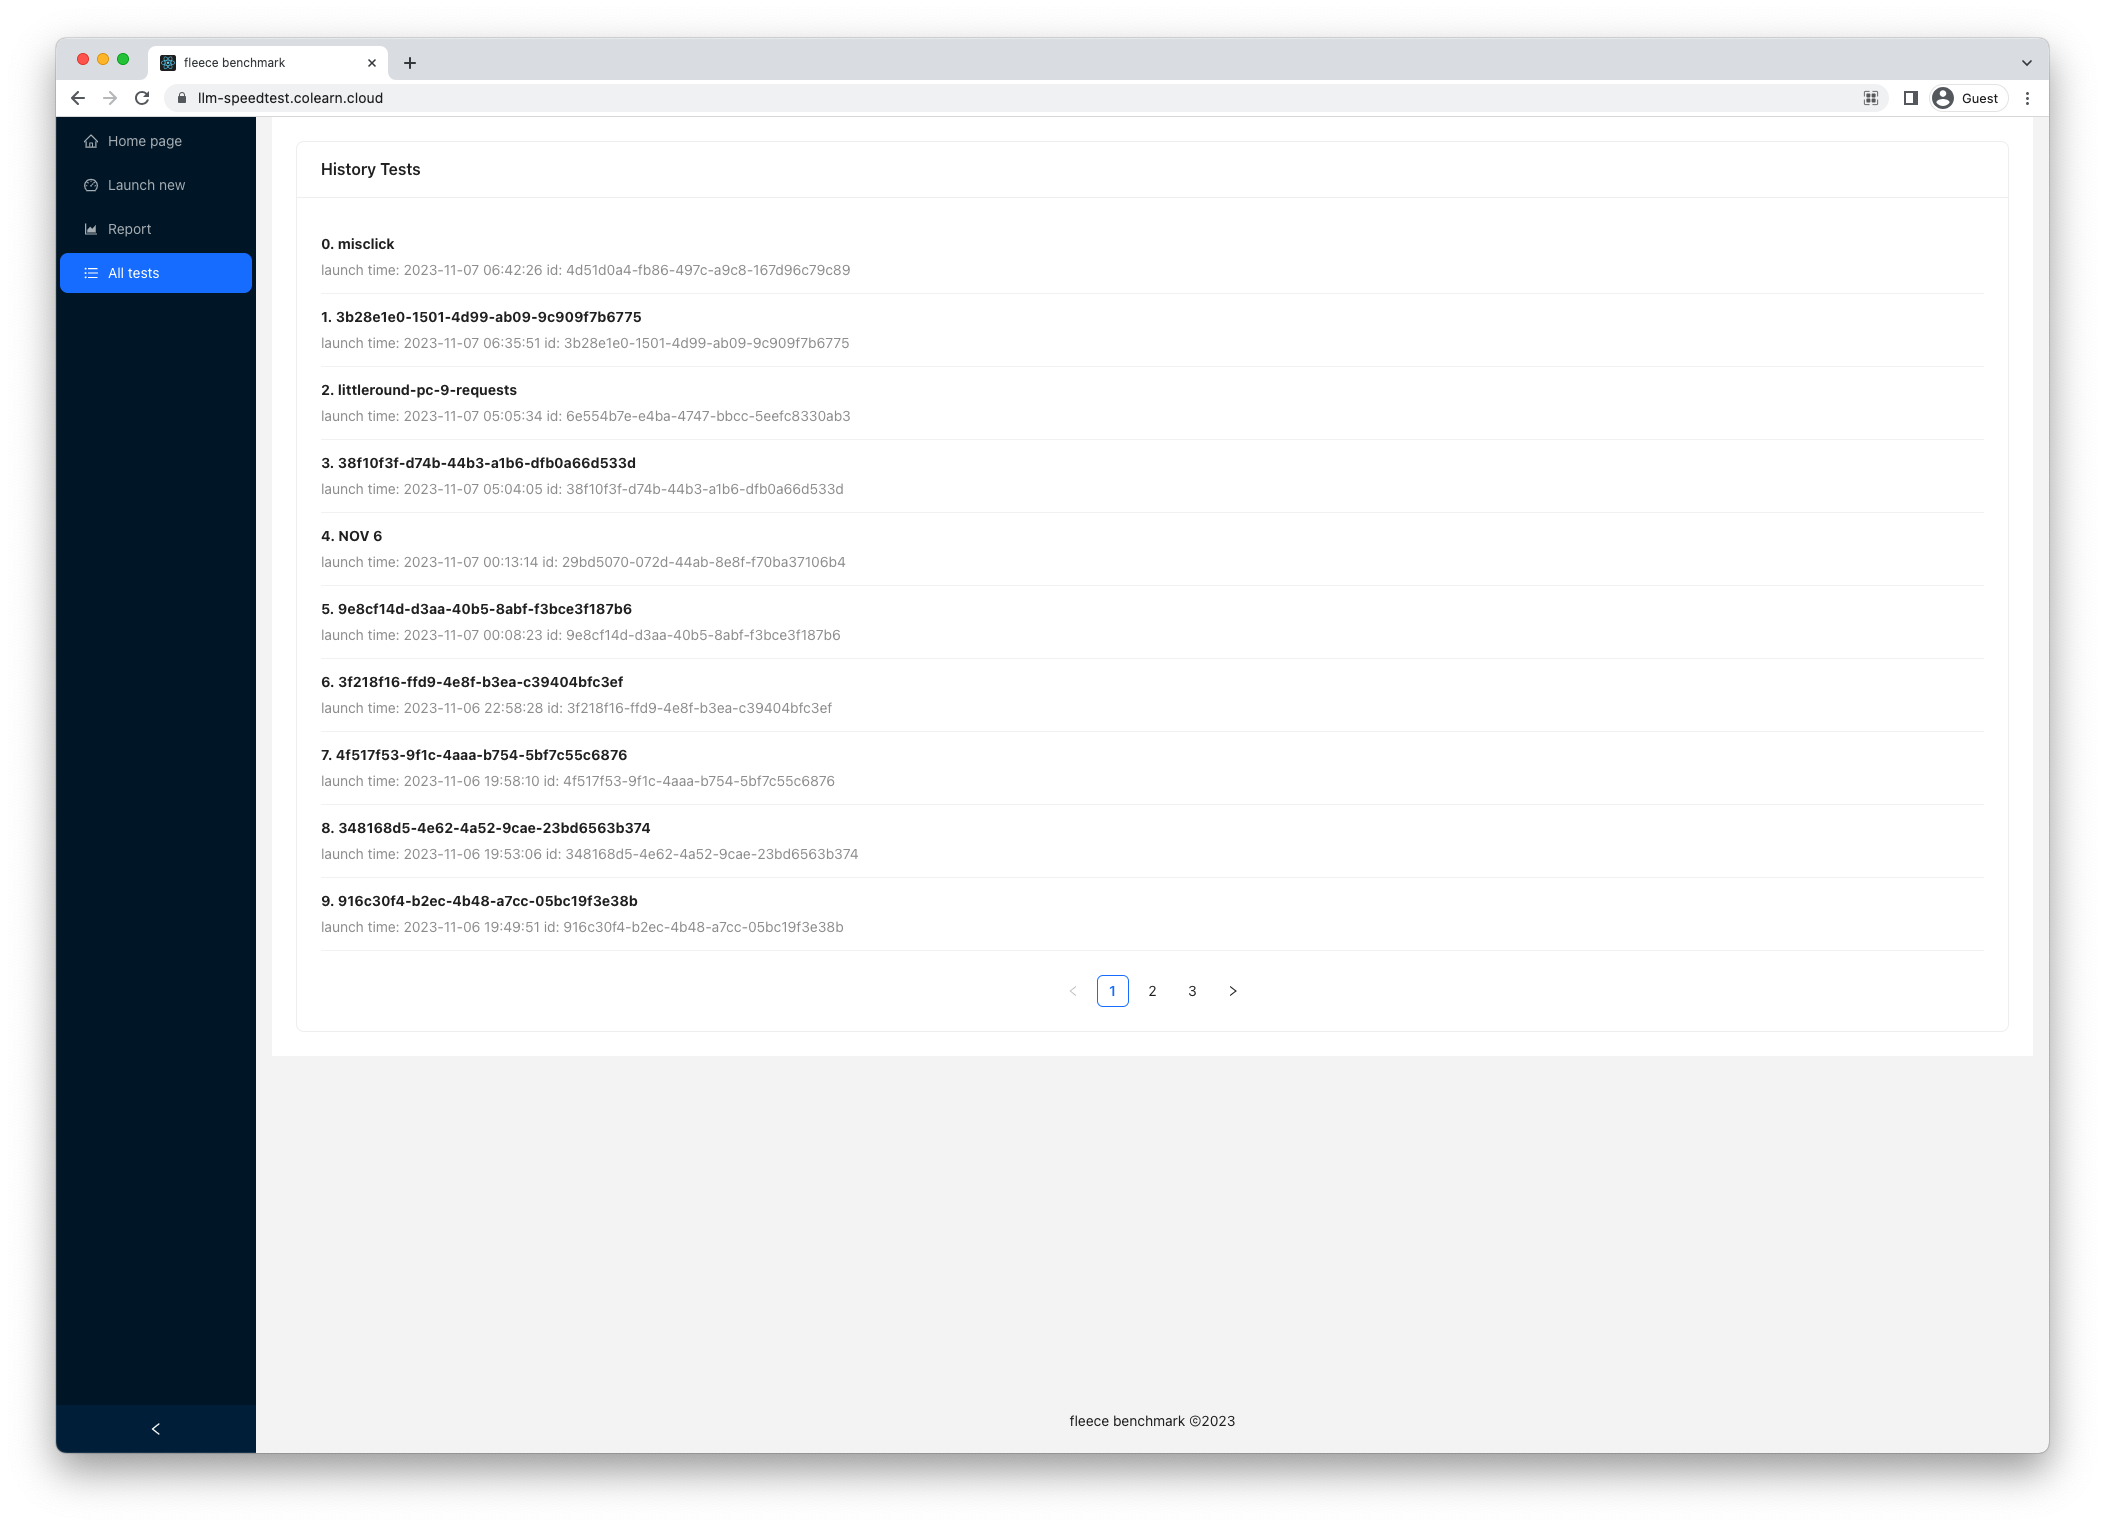 fleece benchmark
llm-speedtest.colearn.cloud
Guest
Home page
Launch new
Report
All tests
History Tests
0. misclick
launch time: 2023-11-07 06:42:26 id: 4d51d0a4-fb86-497c-a9c8-167d96c79c89
1. 3b28e1e0-1501-4d99-ab09-9c909f7b6775
launch time: 2023-11-07 06:35:51 id: 3b28e1e0-1501-4d99-ab09-9c909f7b6775
2. littleround-pc-9-requests
launch time: 2023-11-07 05:05:34 id: 6e554b7e-e4ba-4747-bbcc-5eefc8330ab3
3. 38f10f3f-d74b-44b3-a1b6-dfb0a66d533d
launch time: 2023-11-07 05:04:05 id: 38f10f3f-d74b-44b3-a1b6-dfb0a66d533d
4. NOV 6
launch time: 2023-11-07 00:13:14 id: 29bd5070-072d-44ab-8e8f-f70ba37106b4
5. 9e8cf14d-d3aa-40b5-8abf-f3bce3f187b6
launch time: 2023-11-07 00:08:23 id: 9e8cf14d-d3aa-40b5-8abf-f3bce3f187b6
6. 3f218f16-ffd9-4e8f-b3ea-c39404bfc3ef
launch time: 2023-11-06 22:58:28 id: 3f218f16-ffd9-4e8f-b3ea-c39404bfc3ef
7. 4f517f53-9f1c-4aaa-b754-5bf7c55c6876
launch time: 2023-11-06 19:58:10 id: 4f517f53-9f1c-4aaa-b754-5bf7c55c6876
8. 348168d5-4e62-4a52-9cae-23bd6563b374
launch time: 2023-11-06 19:53:06 id: 348168d5-4e62-4a52-9cae-23bd6563b374
9. 916c30f4-b2ec-4b48-a7cc-05bc19f3e38b
launch time: 2023-11-06 19:49:51 id: 916c30f4-b2ec-4b48-a7cc-05bc19f3e38b
1 2 3
fleece benchmark ©2023